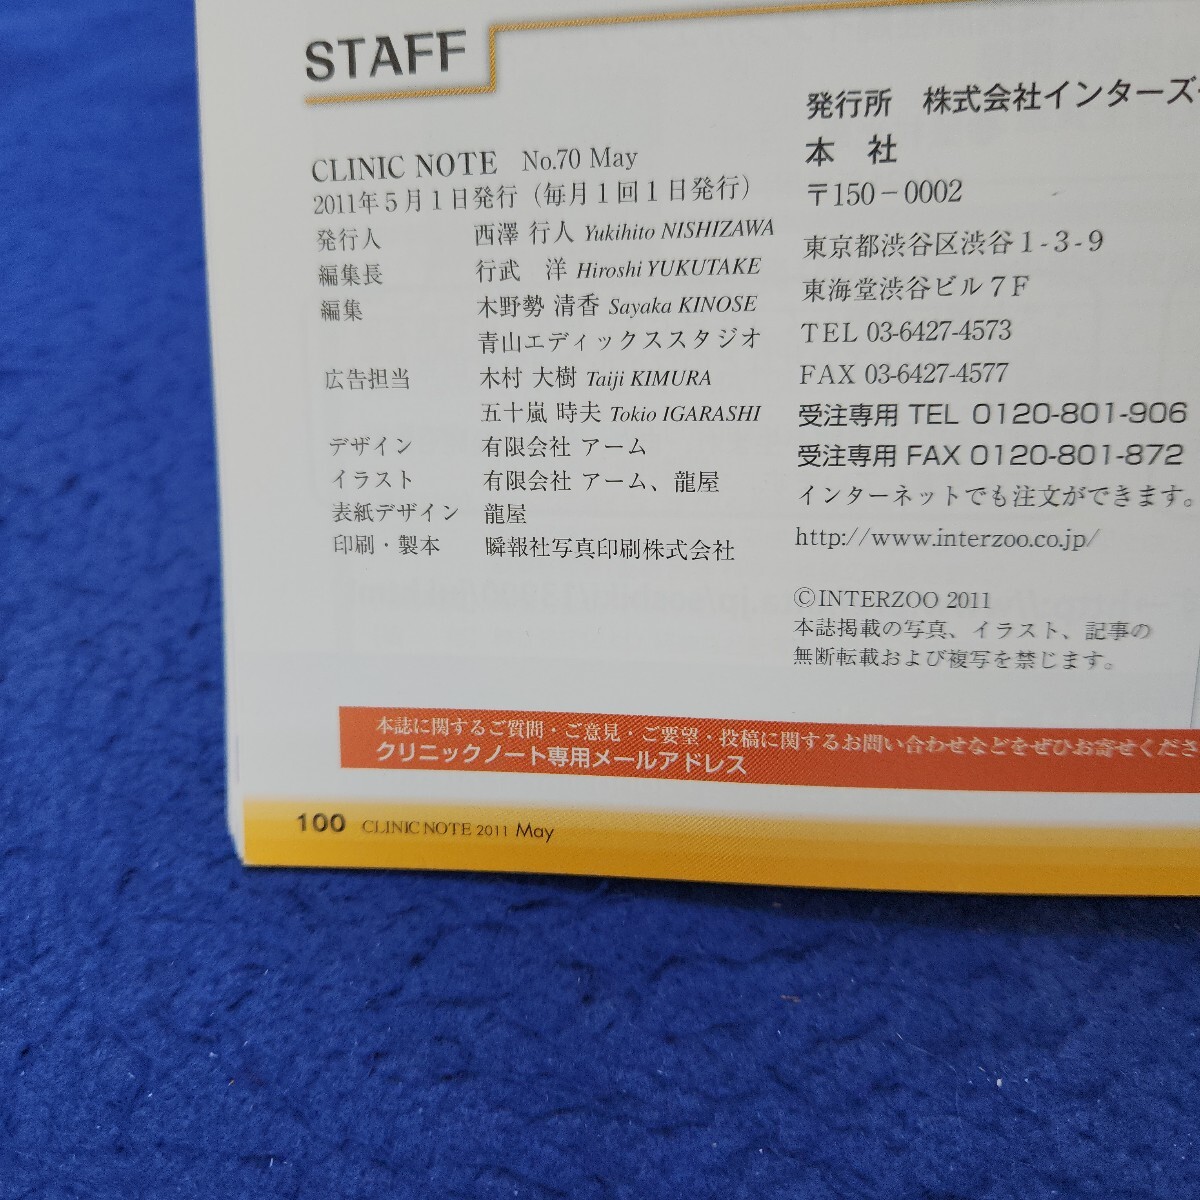 STAFF
CLINIC NOTE No.70 May
2011年5月1日発行（毎月1回1日発行）
発行人 西澤 行人 Yukihito NISHIZAWA
編集長 行武 洋 Hiroshi YUKUTAKE
編集 木野勢 清香 Sayaka KINOSE
青山エディックススタジオ
広告担当 木村 大樹 Taiji KIMURA
五十嵐 時夫 Tokio IGARASHI
デザイン 有限会社 アーム
イラスト 有限会社 アーム、龍屋
表紙デザイン 龍屋
印刷・製本 瞬報社写真印刷株式会社
発行所 株式会社インターズ
本 社
〒150-0002
東京都渋谷区渋谷1-3-9
東海堂渋谷ビル7F
TEL 03-6427-4573
FAX 03-6427-4577
受注専用 TEL 0120-801-906
受注専用 FAX 0120-801-872
インターネットでも注文ができます。
http://www.interzoo.co.jp/
©INTERZOO 2011
本誌掲載の写真、イラスト、記事の
無断転載および複写を禁じます。
本誌に関するご質問・ご意見・ご要望・投稿に関するお問い合わせなどをぜひお寄せくださ
クリニックノート専用メールアドレス
100 CLINIC NOTE 2011 May